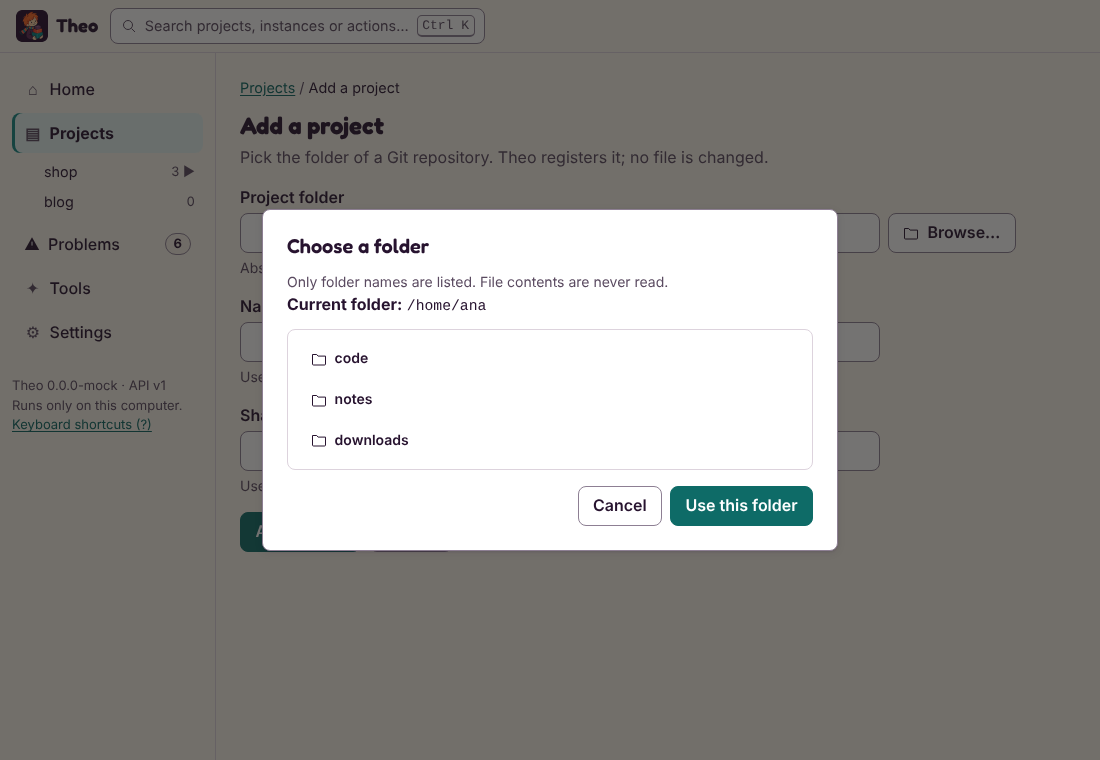 Theo
Search projects, instances or actions...
Ctrl K
Home
Projects
shop 3
blog 0
Problems 6
Tools
Settings
Theo 0.0.0-mock · API v1
Runs only on this computer.
Keyboard shortcuts (?)
Projects / Add a project
Add a project
Pick the folder of a Git repository. Theo registers it; no file is changed.
Project folder
Browse...
Choose a folder
Only folder names are listed. File contents are never read.
Current folder: /home/ana
code
notes
downloads
Cancel
Use this folder